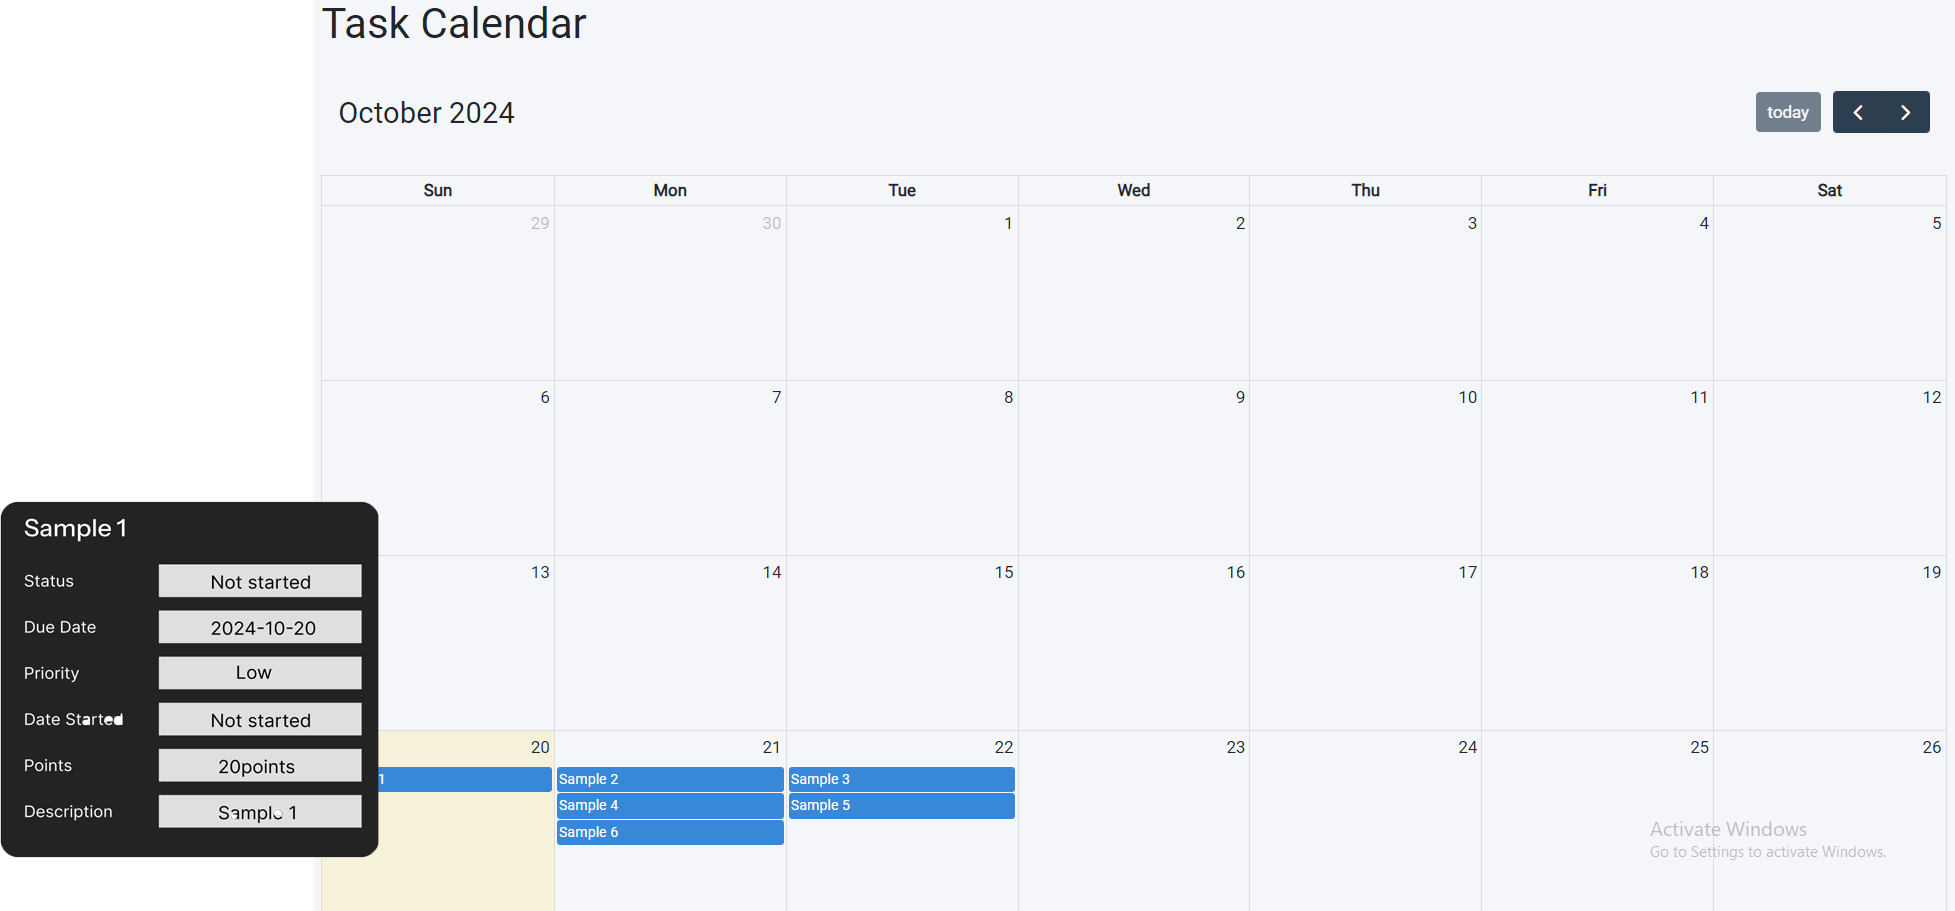 Task Calendar
October 2024
today
Sun Mon Tue Wed Thu Fri Sat
29 30 1 2 3 4 5
6 7 8 9 10 11 12
13 14 15 16 17 18 19
20 21 22 23 24 25 26
1 Sample 2 Sample 3
Sample 4 Sample 5
Sample 6
Sample 1
Status Not started
Due Date 2024-10-20
Priority Low
Date Started Not started
Points 20points
Description Sample 1
Activate Windows
Go to Settings to activate Windows.